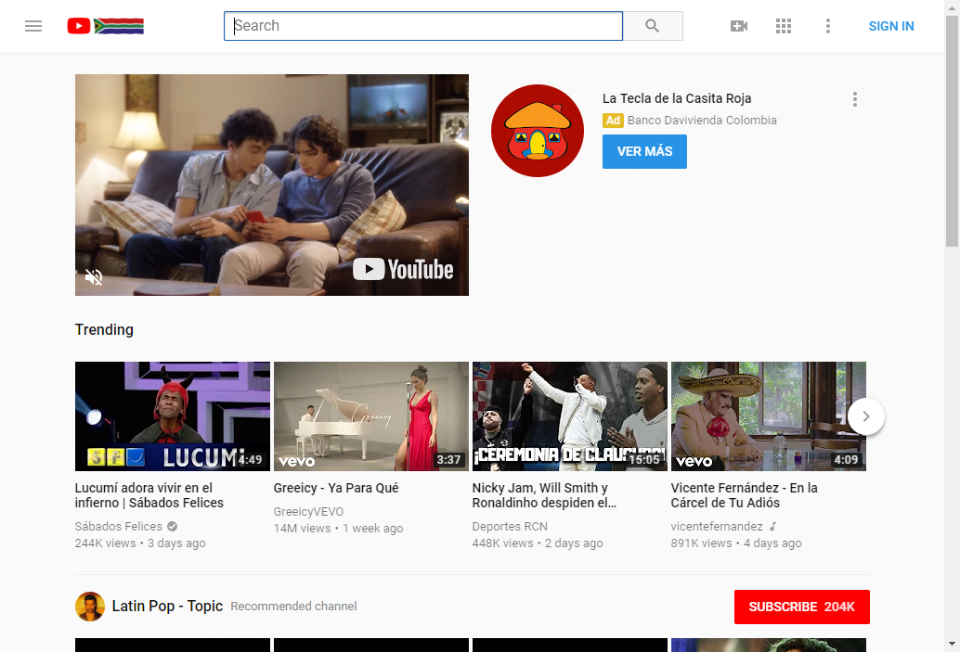 Search
SIGN IN
YouTube
La Tecla de la Casita Roja
Ad Banco Davivienda Colombia
VER MÁS
Trending
SFJ LUCUMÍ 4:49
vevo Greeicy 3:37
¡CEREMONIA DE CLAUSURA! 15:05
vevo 4:09
Lucumí adora vivir en el
infierno | Sábados Felices
Sábados Felices
244K views • 3 days ago
Greeicy - Ya Para Qué
GreeicyVEVO
14M views • 1 week ago
Nicky Jam, Will Smith y
Ronaldinho despiden el...
Deportes RCN
448K views • 2 days ago
Vicente Fernández - En la
Cárcel de Tu Adiós
vicentefernandez
891K views • 4 days ago
Latin Pop - Topic Recommended channel
SUBSCRIBE 204K